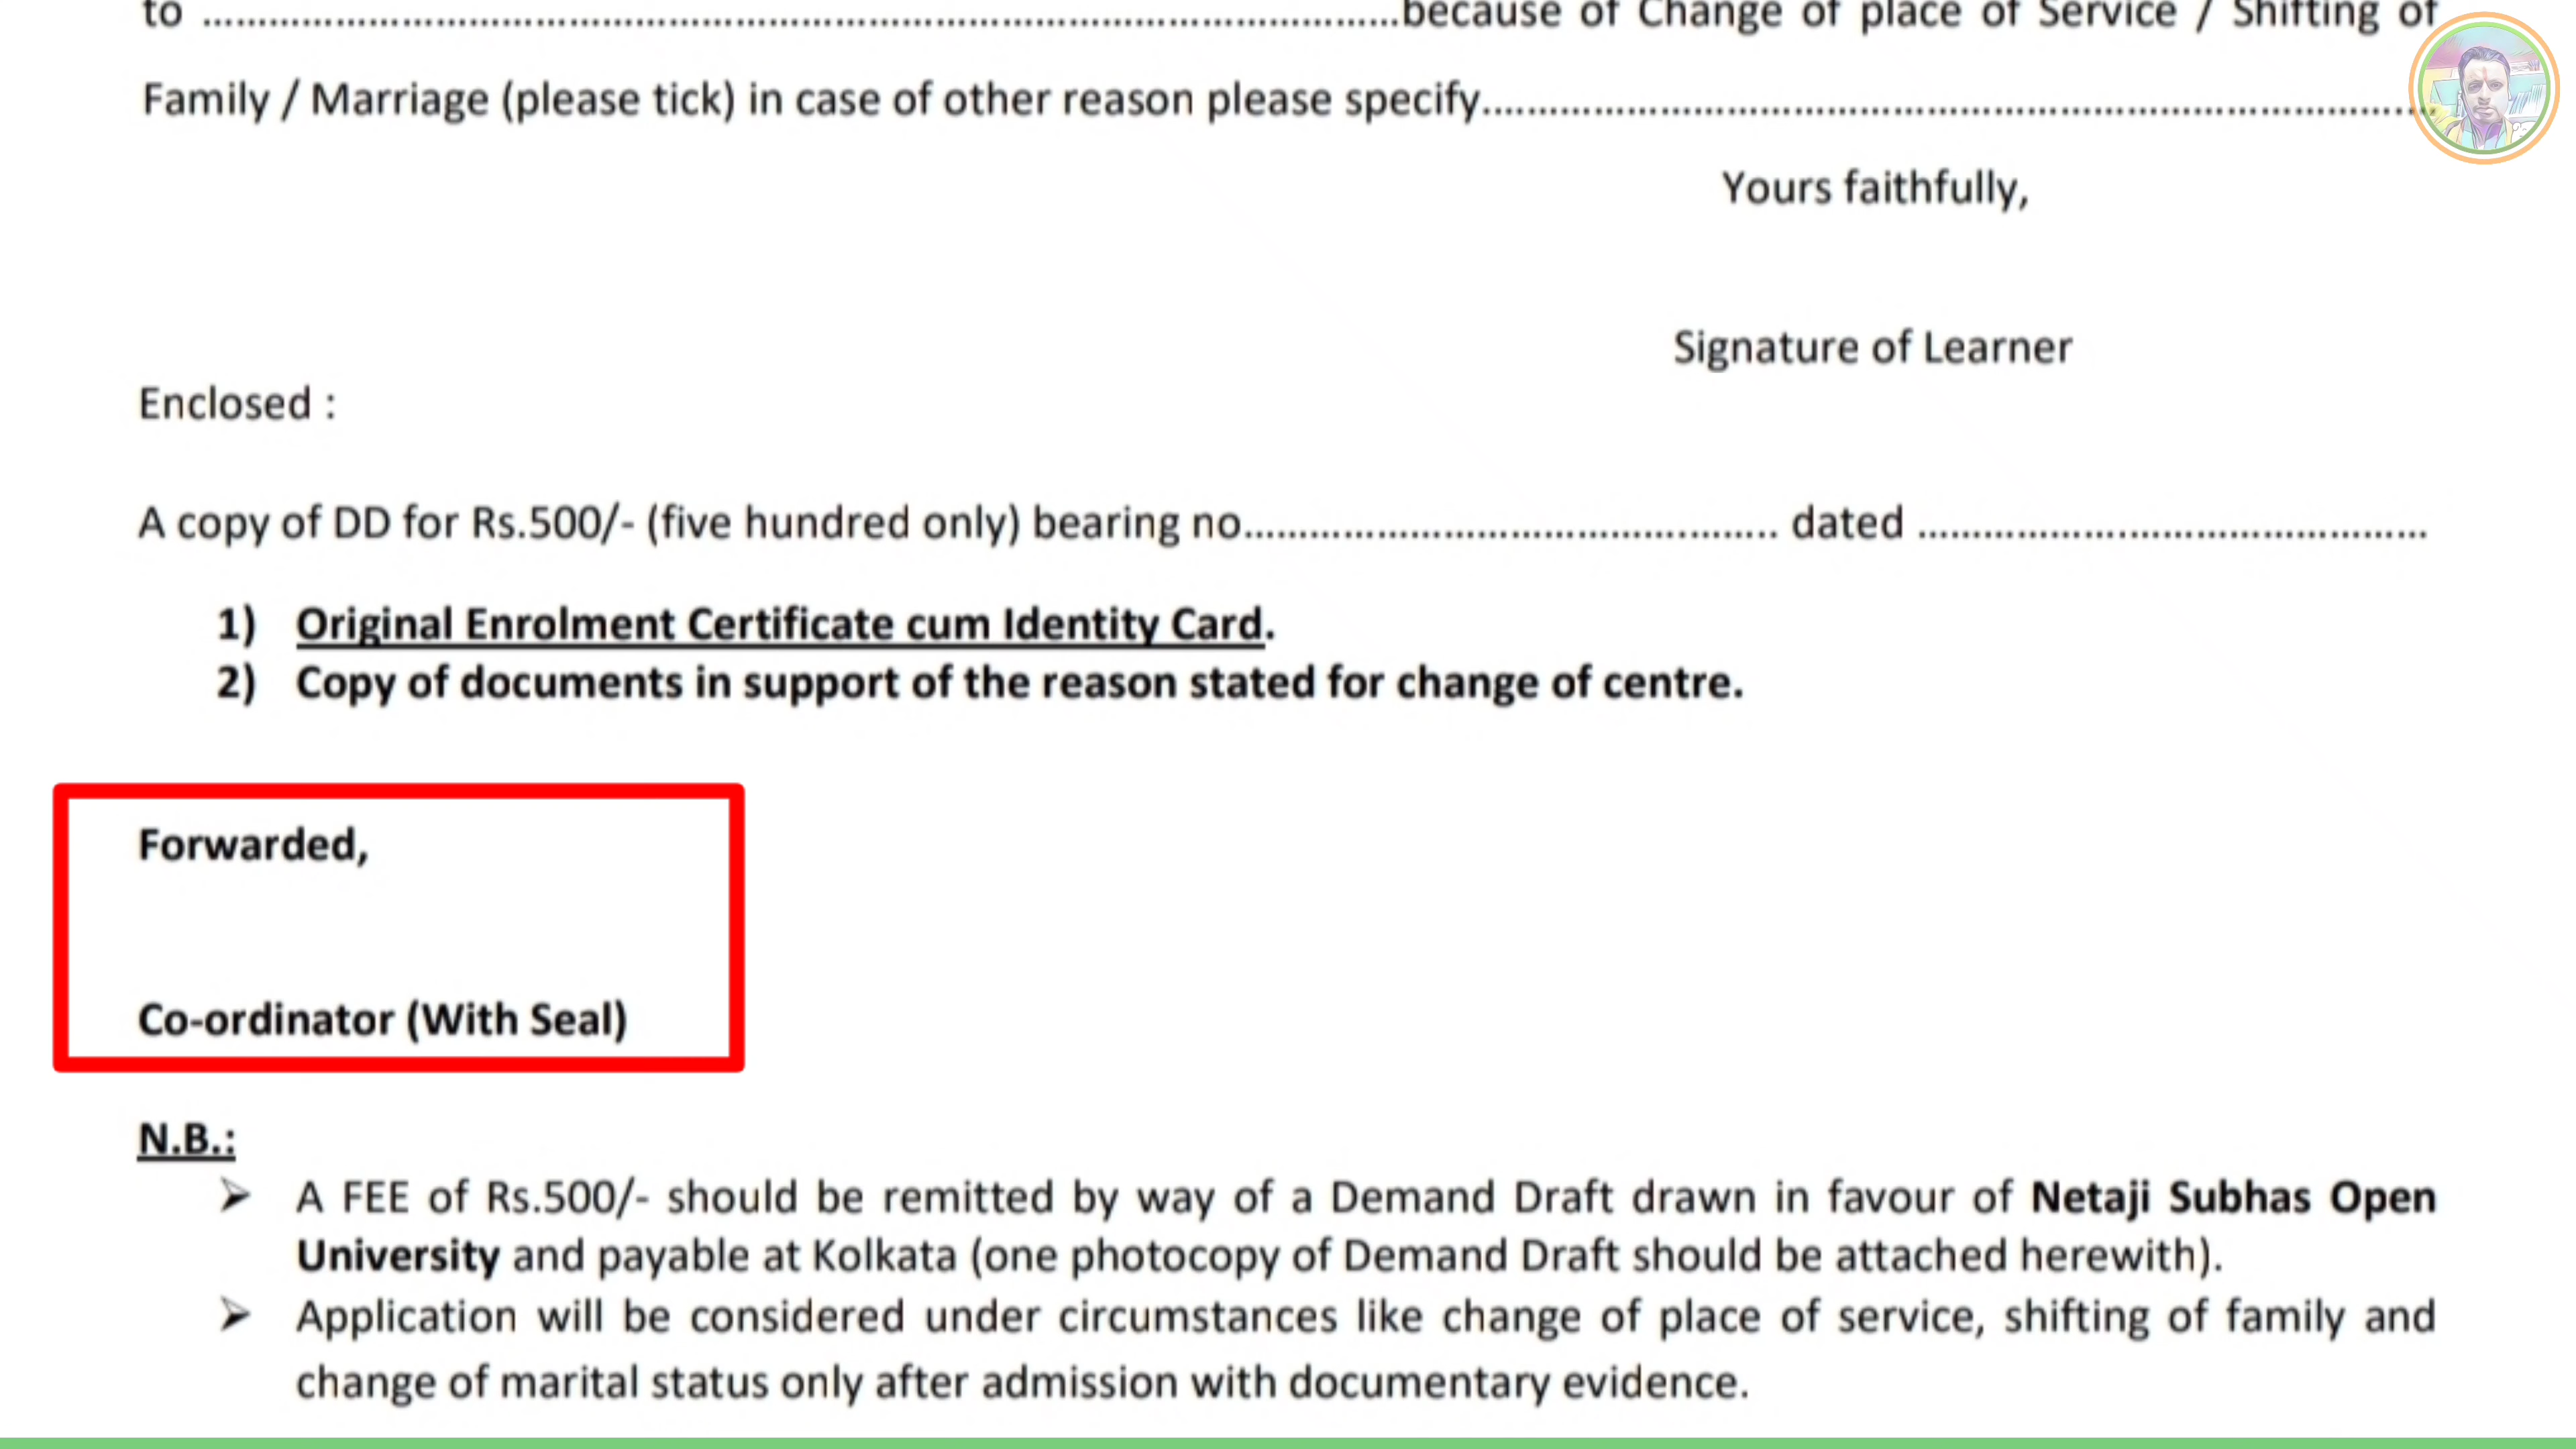 to ........................................................................................because of Change of place of Service / Shifting of
Family / Marriage (please tick) in case of other reason please specify......................................................................
Yours faithfully,
Signature of Learner
Enclosed :
A copy of DD for Rs.500/- (five hundred only) bearing no................................................ dated ..............................................
1) Original Enrolment Certificate cum Identity Card.
2) Copy of documents in support of the reason stated for change of centre.
Forwarded,
Co-ordinator (With Seal)
N.B.:
➢ A FEE of Rs.500/- should be remitted by way of a Demand Draft drawn in favour of Netaji Subhas Open
University and payable at Kolkata (one photocopy of Demand Draft should be attached herewith).
➢ Application will be considered under circumstances like change of place of service, shifting of family and
change of marital status only after admission with documentary evidence.